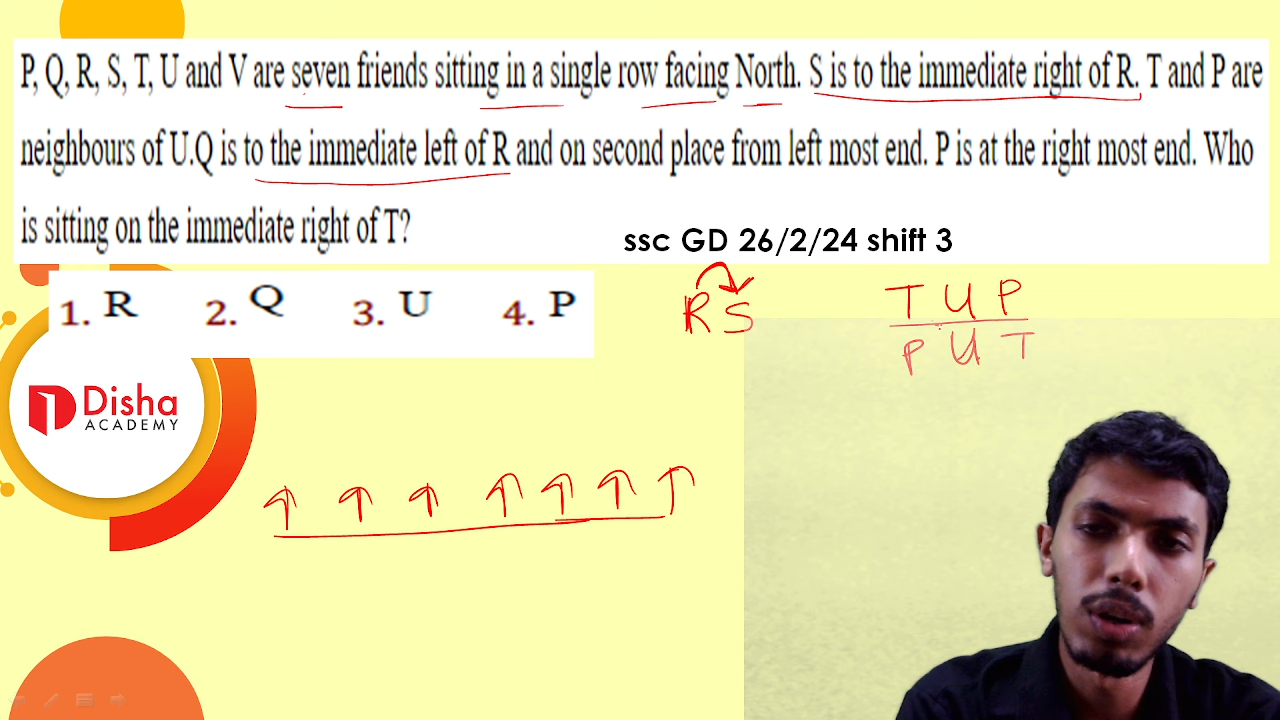 P, Q, R, S, T, U and V are seven friends sitting in a single row facing North. S is to the immediate right of R. T and P are
neighbours of U.Q is to the immediate left of R and on second place from left most end. P is at the right most end. Who
is sitting on the immediate right of T?
ssc GD 26/2/24 shift 3
1. R 2. Q 3. U 4. P
R S
T U P
P U T
Disha
ACADEMY